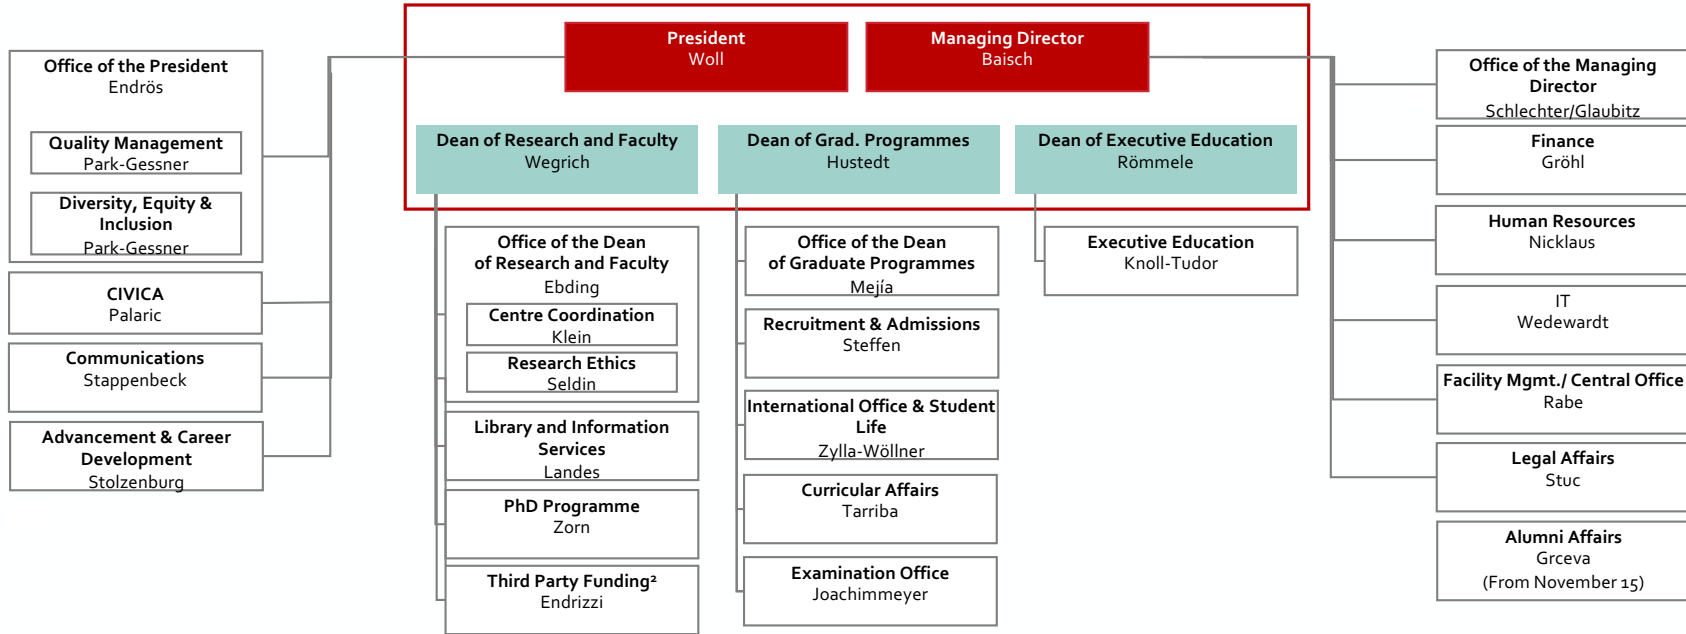 President
Woll
Managing Director
Baisch
Office of the President
Endrös
Quality Management
Park-Gessner
Diversity, Equity &
Inclusion
Park-Gessner
CIVICA
Palaric
Communications
Stappenbeck
Advancement & Career
Development
Stolzenburg
Dean of Research and Faculty
Wegrich
Office of the Dean
of Research and Faculty
Ebding
Centre Coordination
Klein
Research Ethics
Seldin
Library and Information
Services
Landes
PhD Programme
Zorn
Third Party Funding²
Endrizzi
Dean of Grad. Programmes
Hustedt
Office of the Dean
of Graduate Programmes
Mejía
Recruitment & Admissions
Steffen
International Office & Student
Life
Zylla-Wöllner
Curricular Affairs
Tarriba
Examination Office
Joachimmeyer
Dean of Executive Education
Römmele
Executive Education
Knoll-Tudor
Office of the Managing
Director
Schlechter/Glaubitz
Finance
Gröhl
Human Resources
Nicklaus
IT
Wedewardt
Facility Mgmt./ Central Office
Rabe
Legal Affairs
Stuc
Alumni Affairs
Grceva
(From November 15)